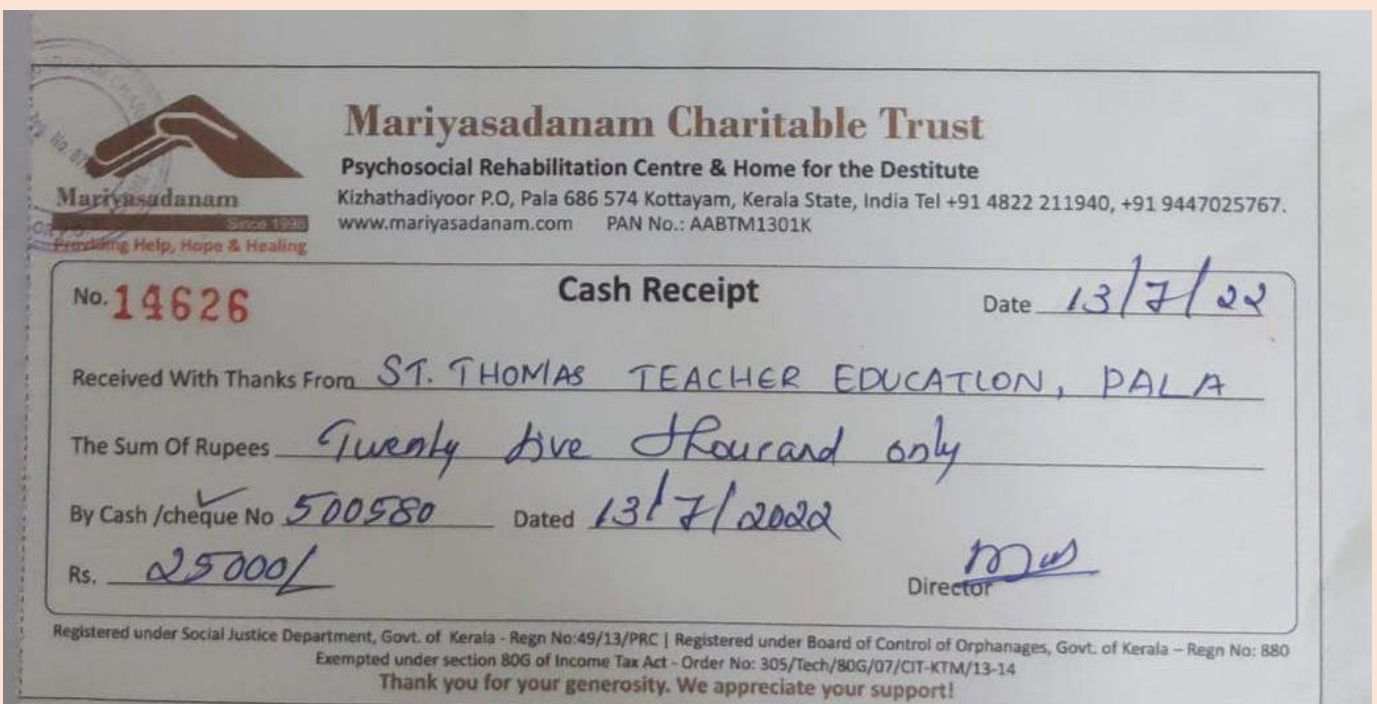 Mariyasadanam Charitable Trust
Psychosocial Rehabilitation Centre & Home for the Destitute
Kizhathadiyoor P.O, Pala 686 574 Kottayam, Kerala State, India Tel +91 4822 211940, +91 9447025767.
www.mariyasadanam.com PAN No.: AABTM1301K
Mariyasadanam
Since 1998
Providing Help, Hope & Healing
No. 14626
Cash Receipt
Date 13/7/22
Received With Thanks From ST. THOMAS TEACHER EDUCATION, PALA
The Sum Of Rupees Twenty five thousand only
By Cash /cheque No 500580 Dated 13/7/2022
Rs. 25000/
Director
Registered under Social Justice Department, Govt. of Kerala - Regn No:49/13/PRC | Registered under Board of Control of Orphanages, Govt. of Kerala – Regn No: 880
Exempted under section 80G of Income Tax Act - Order No: 305/Tech/80G/07/CIT-KTM/13-14
Thank you for your generosity. We appreciate your support!